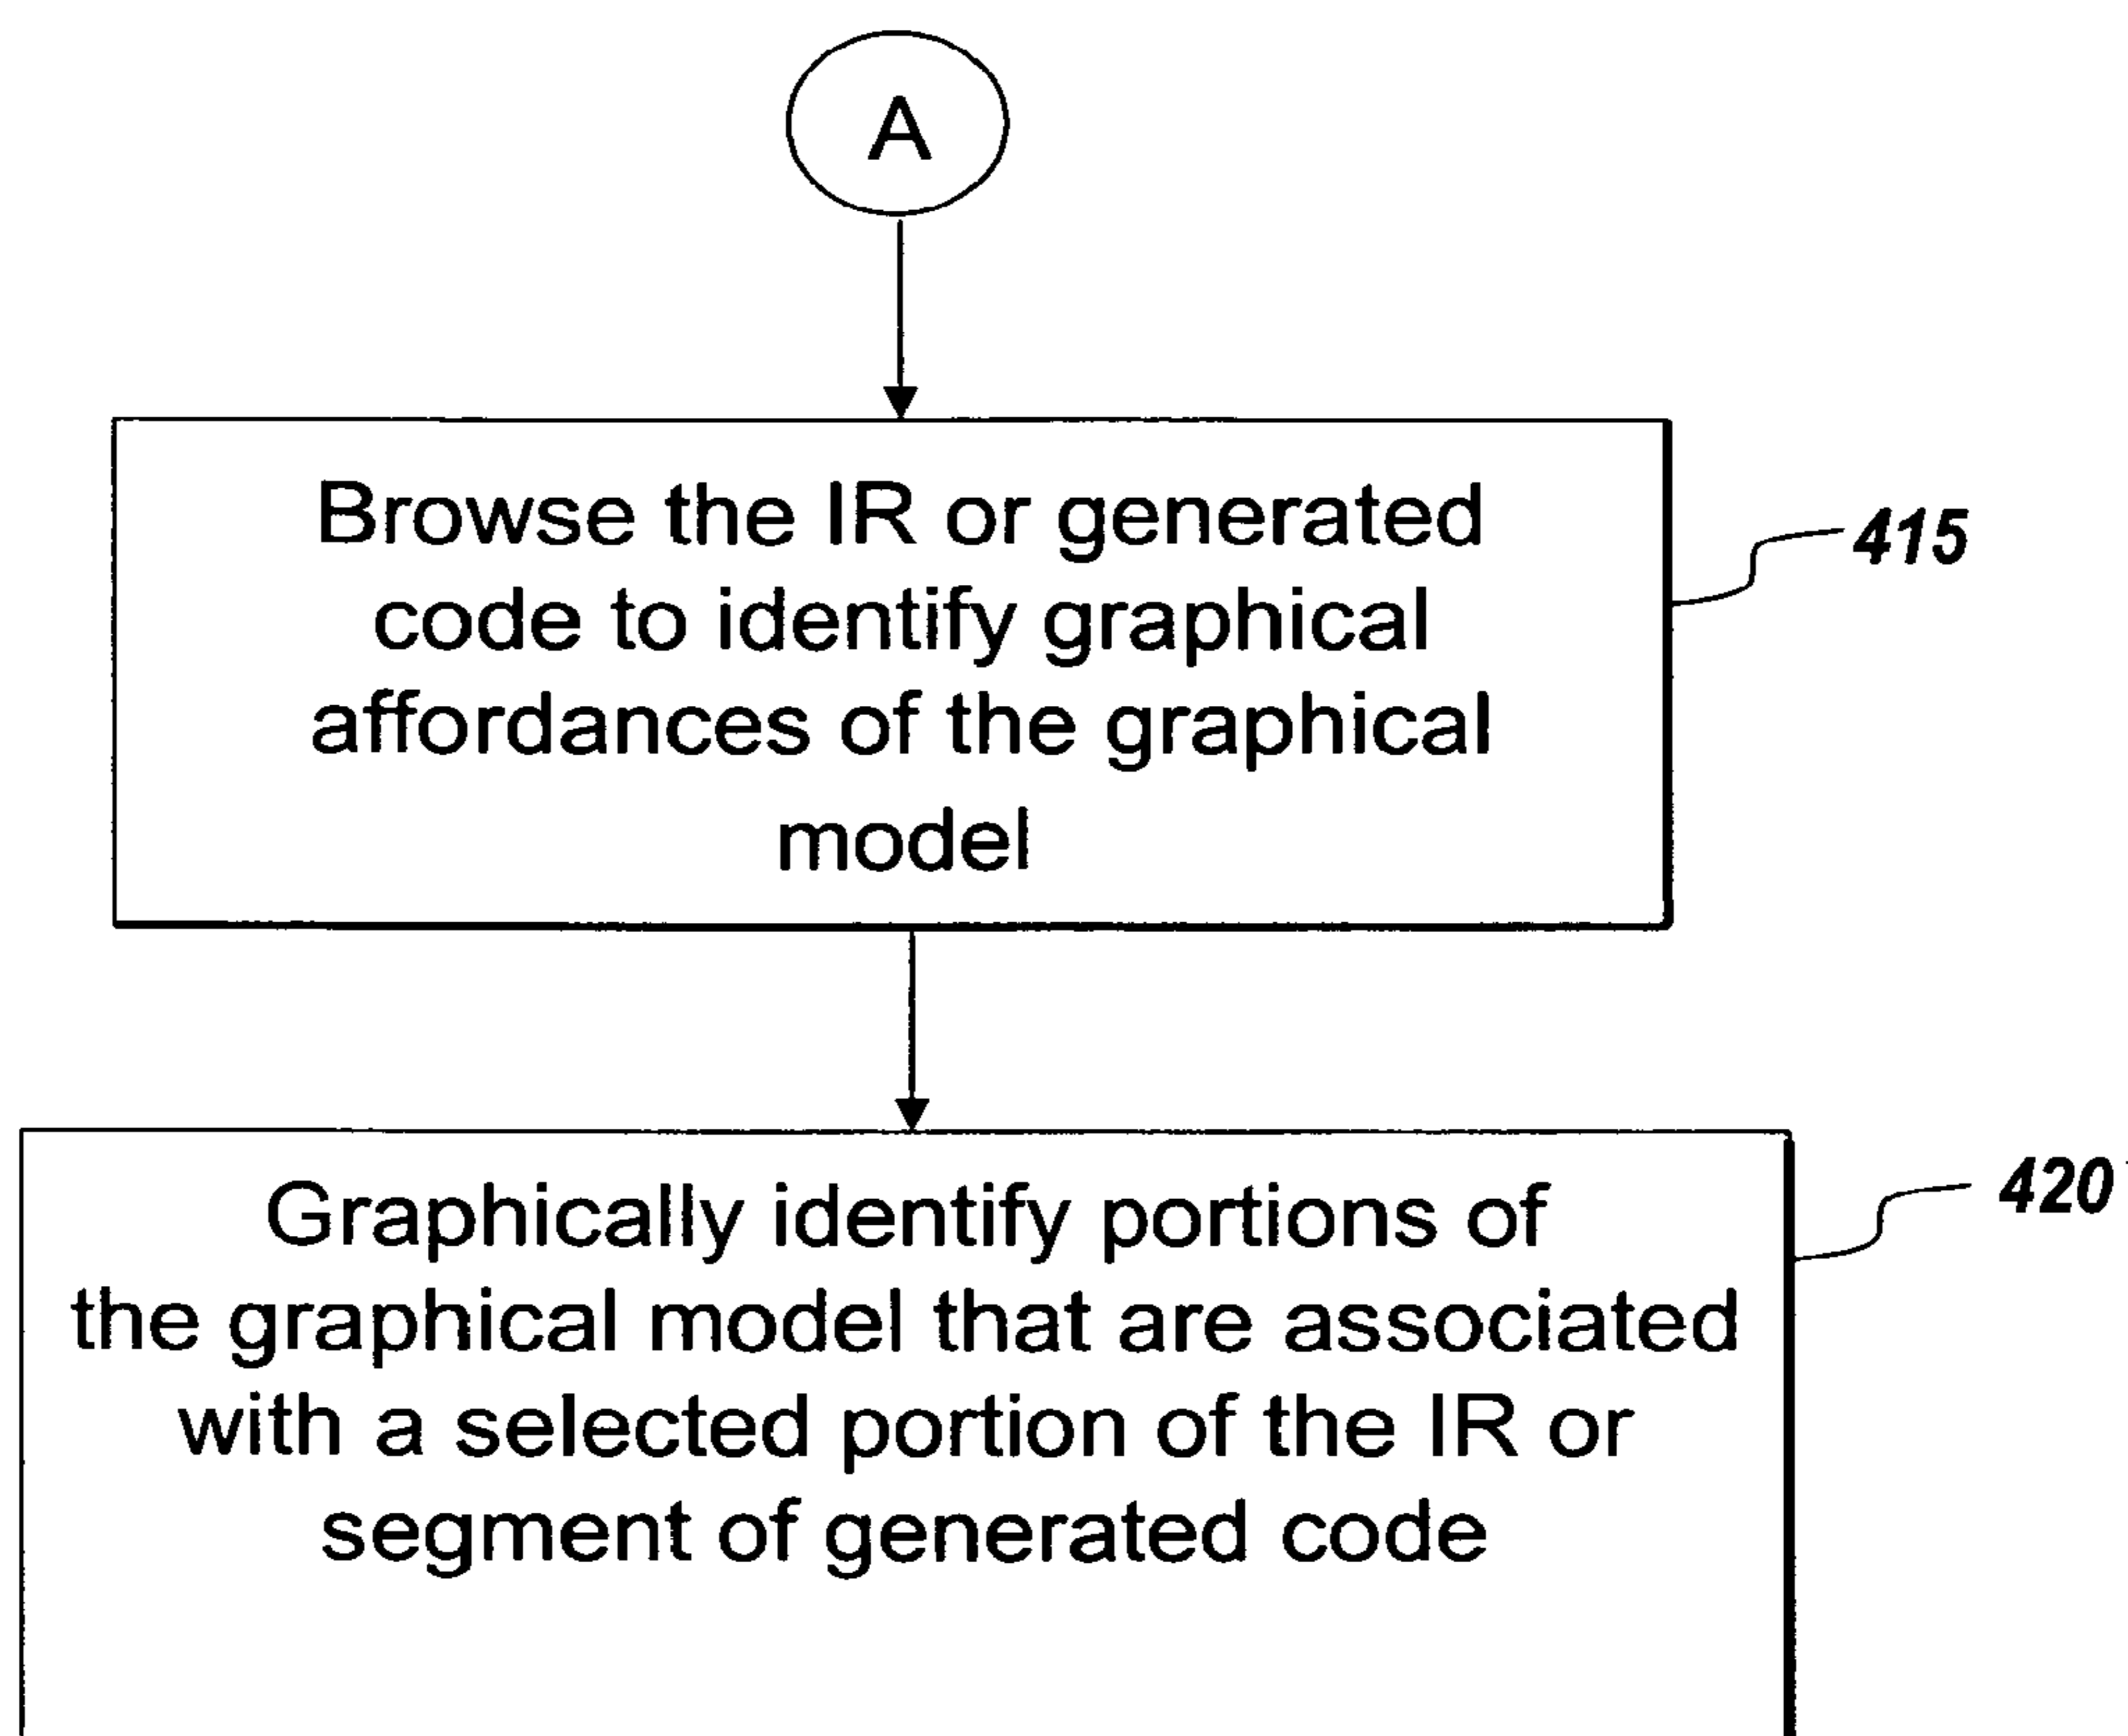 A
Browse the IR or generated
415
code to identify graphical
affordances of the graphical
model
Graphically identify portions of
420
the graphical model that are associated
with a selected portion of the IR or
segment of generated code